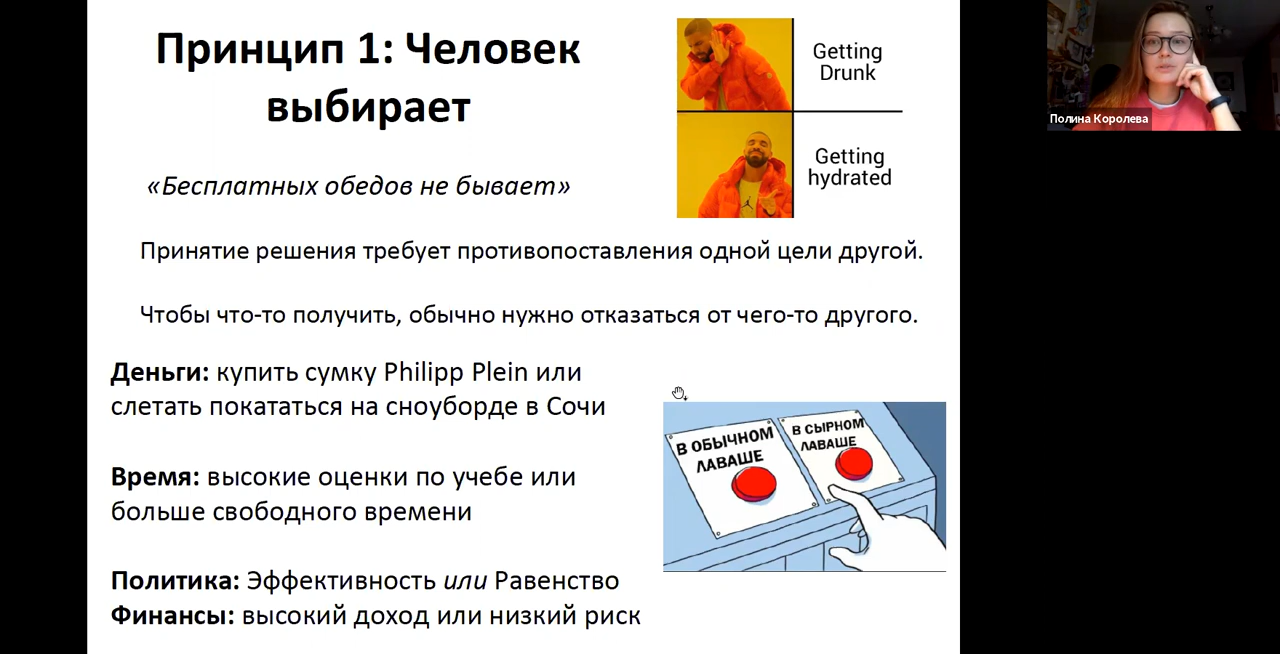 Принцип 1: Человек
выбирает
«Бесплатных обедов не бывает»
Getting
Drunk
Getting
hydrated
Полина Королева
Принятие решения требует противопоставления одной цели другой.
Чтобы что-то получить, обычно нужно отказаться от чего-то другого.
Деньги: купить сумку Philipp Plein или
слетать покататься на сноуборде в Сочи
Время: высокие оценки по учебе или
больше свободного времени
Политика: Эффективность или Равенство
Финансы: высокий доход или низкий риск
В ОБЫЧНОМ
ЛАВАШЕ
В СЫРНОМ
ЛАВАШЕ